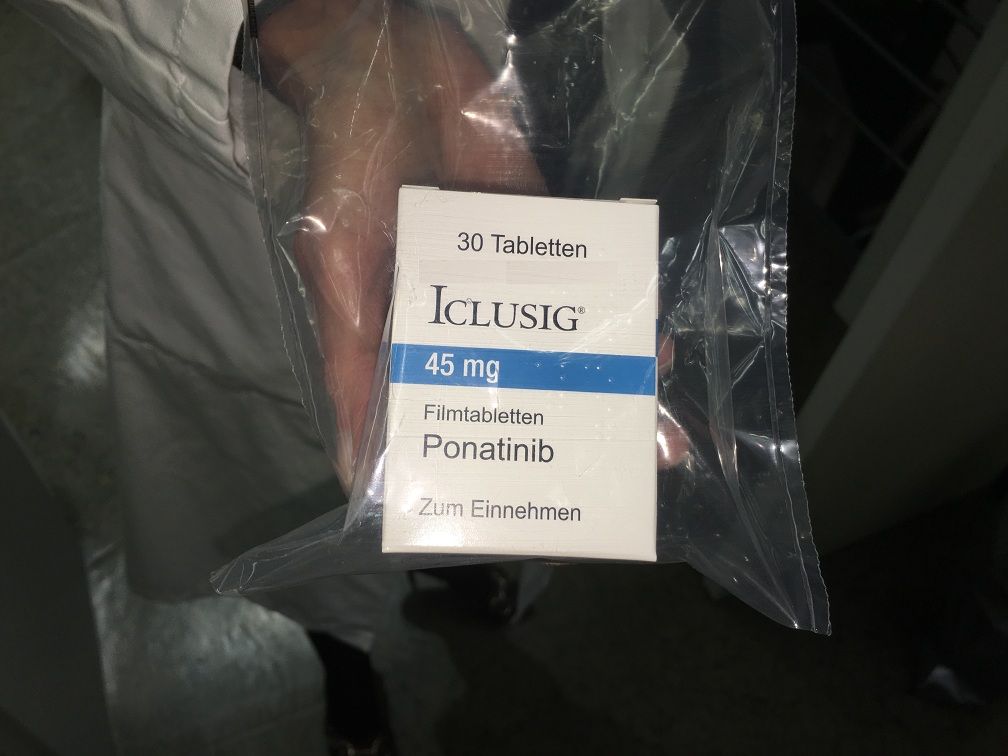 30 Tabletten
ICLUSIG®
45 mg
Filmtabletten
Ponatinib
Zum Einnehmen